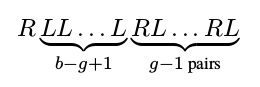 R LL . . . L RL . . . RL
b−g+1 g−1 pairs